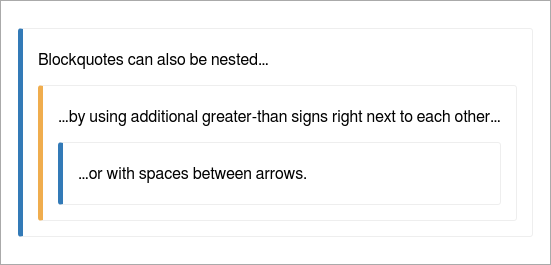 Blockquotes can also be nested...
...by using additional greater-than signs right next to each other...
...or with spaces between arrows.